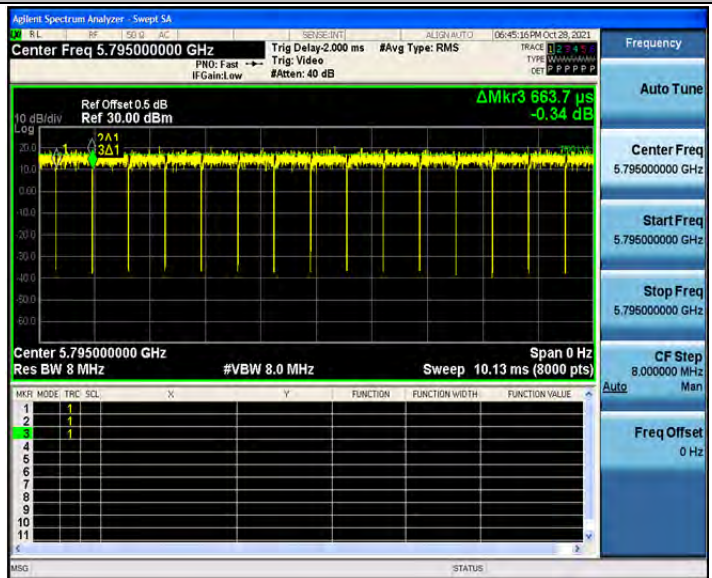 Agilent Spectrum Analyzer - Swept SA
RL RF 50 Ω AC SENSE:INT ALIGN AUTO 06:45:16 PM Oct 28, 2021
Center Freq 5.795000000 GHz Trig Delay-2.000 ms #Avg Type: RMS TRACE 1 2 3 4 5 6
PNO: Fast Trig: Video TYPE
IFGain:Low #Atten: 40 dB DET P P P P P P
Ref Offset 0.5 dB ΔMkr3 663.7 μs
10 dB/div Ref 30.00 dBm -0.34 dB
Log
20.0
10.0
0.00
-10.0
-20.0
-30.0
-40.0
-50.0
-60.0
1
2Δ1
3Δ1
Center 5.795000000 GHz Span 0 Hz
Res BW 8 MHz #VBW 8.0 MHz Sweep 10.13 ms (8000 pts)
MKR MODE TRC SCL X Y FUNCTION FUNCTION WIDTH FUNCTION VALUE
1 1
2 1
3 1
4
5
6
7
8
9
10
11
MSG STATUS
Frequency
Auto Tune
Center Freq
5.795000000 GHz
Start Freq
5.795000000 GHz
Stop Freq
5.795000000 GHz
CF Step
8.000000 MHz
Auto Man
Freq Offset
0 Hz